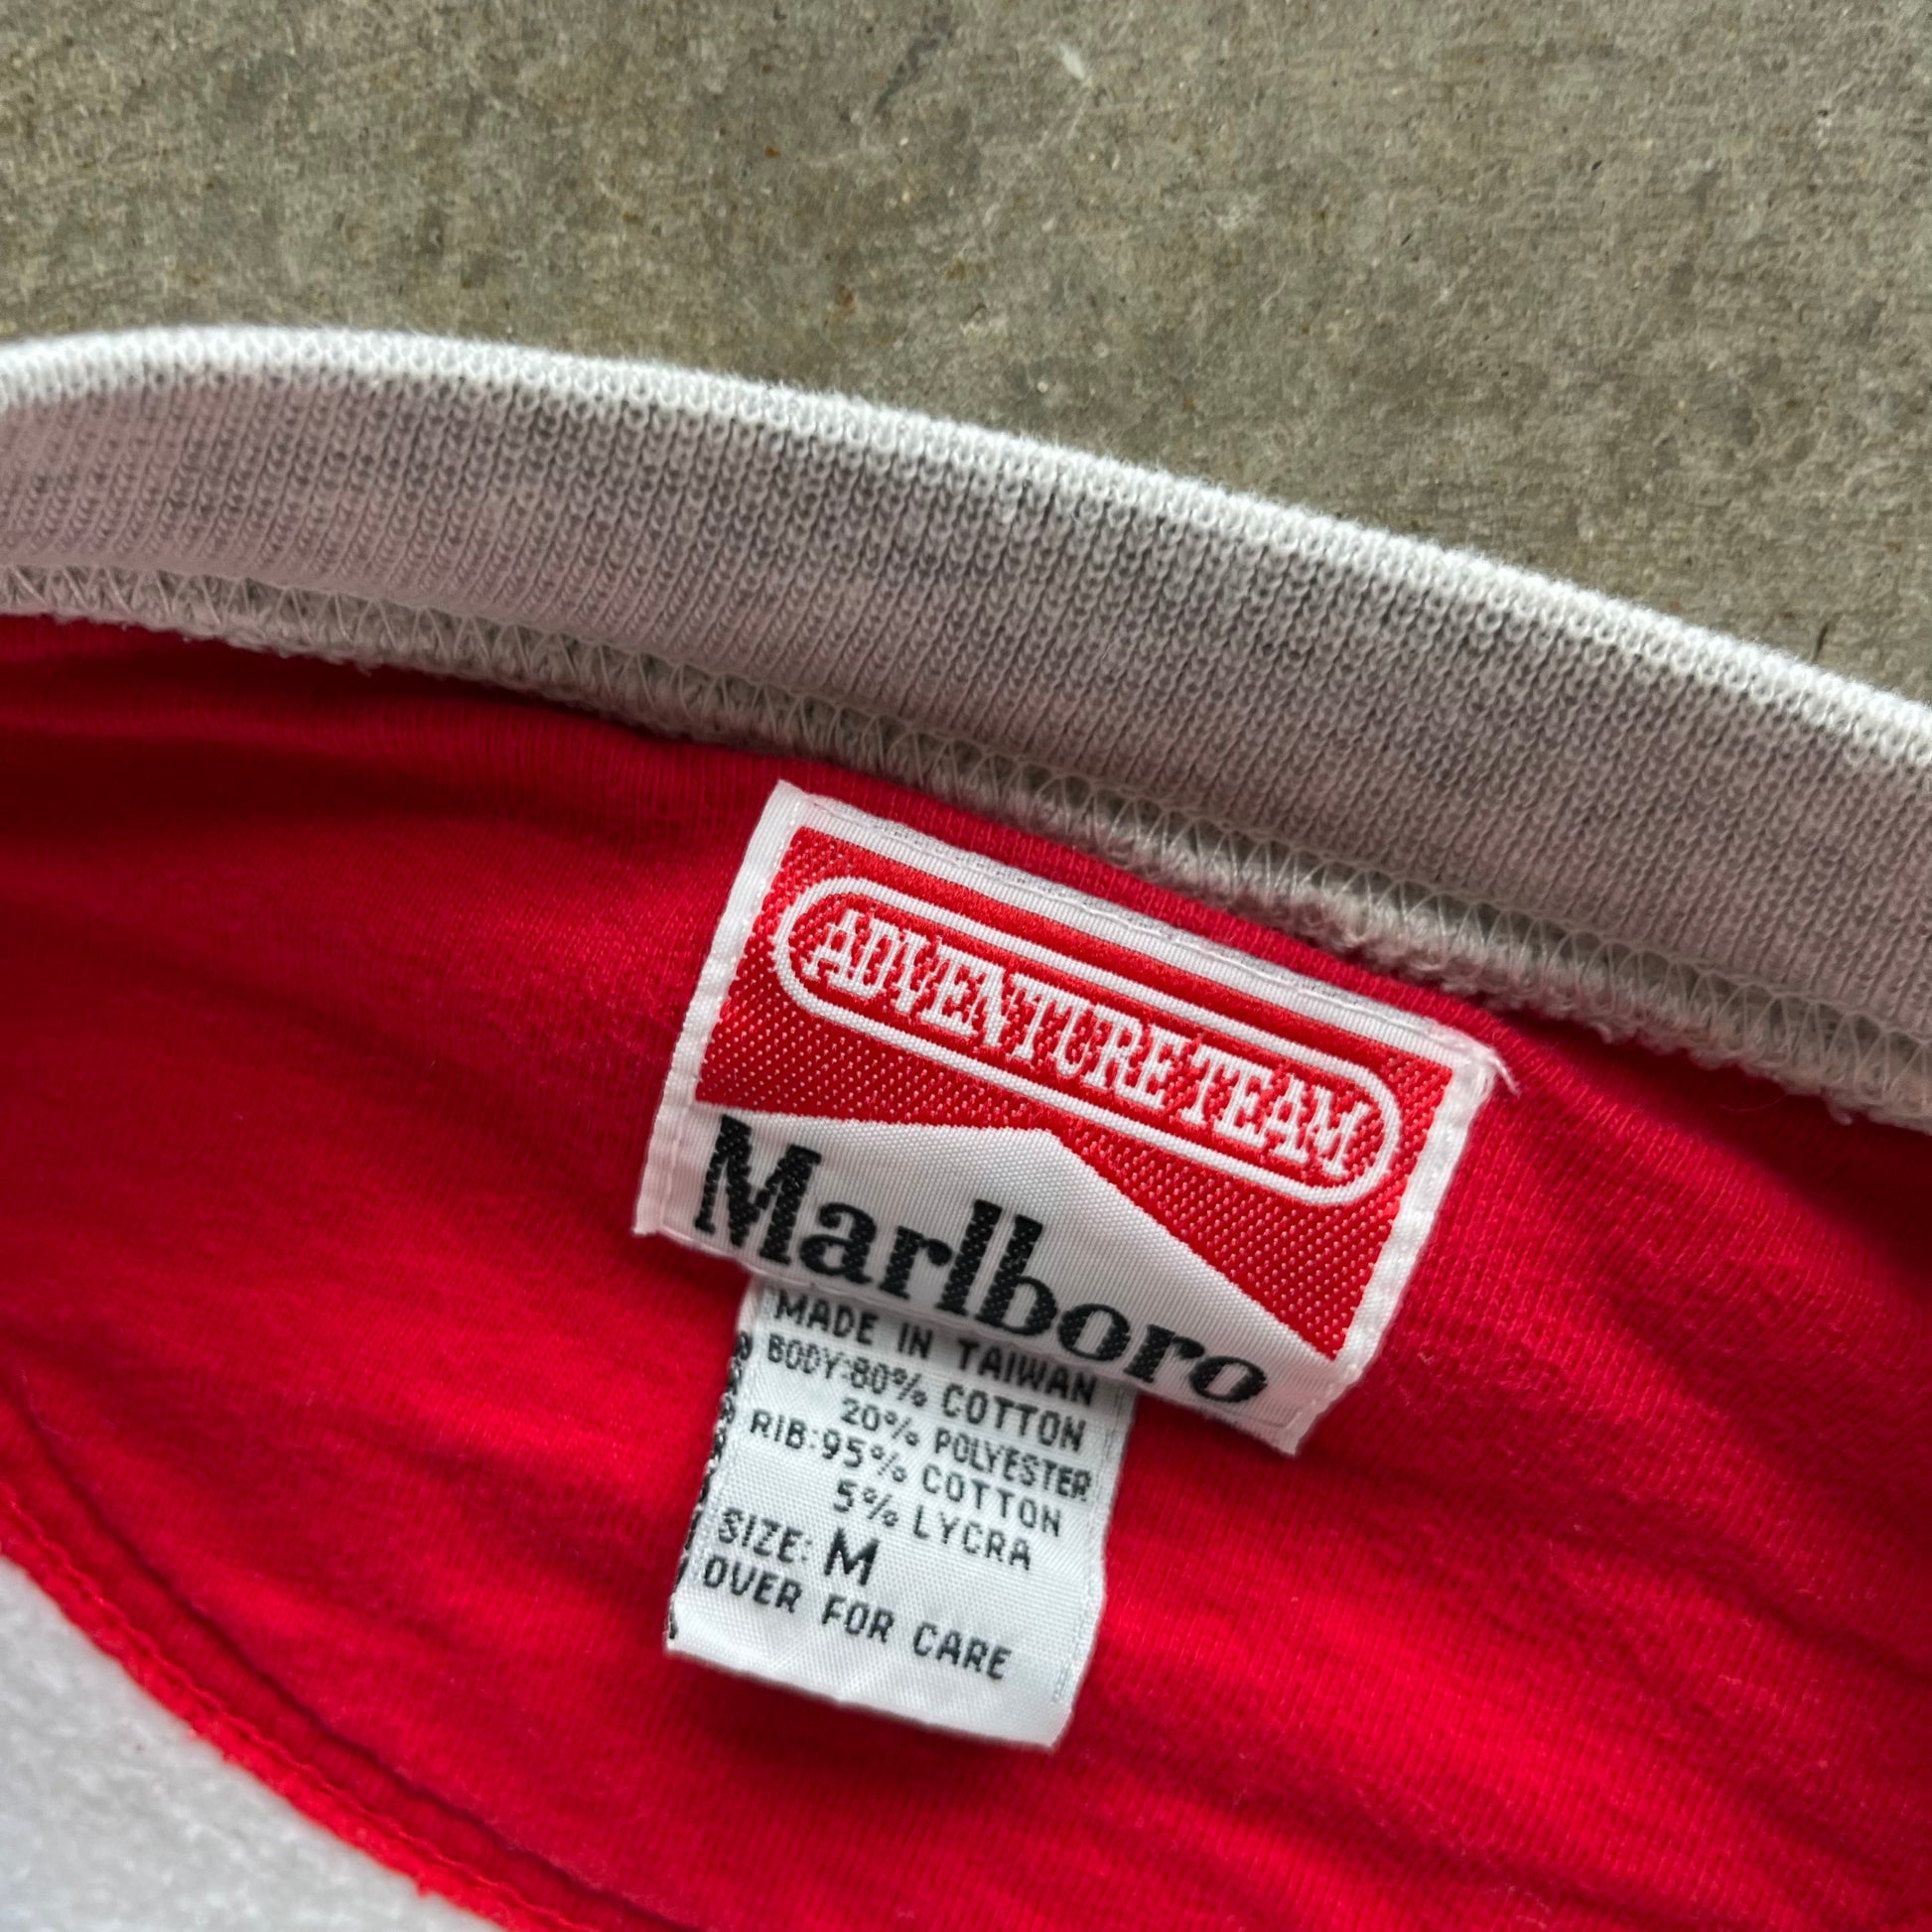 ADVENTURE TEAM
Marlboro
MADE IN TAIWAN
BODY:80% COTTON
20% POLYESTER
RIB:95% COTTON
5% LYCRA
SIZE: M
OVER FOR CARE